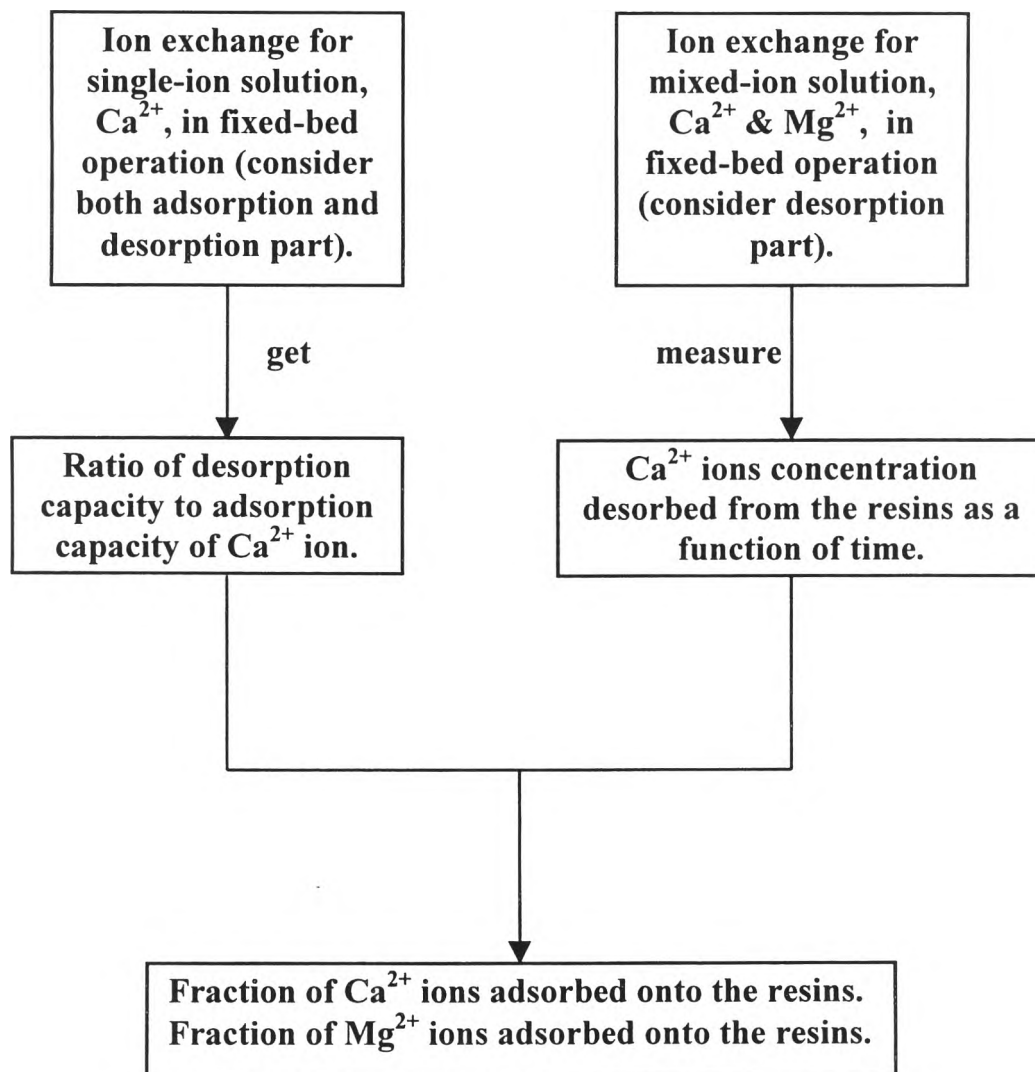 Ion exchange for
single-ion solution,
Ca²⁺, in fixed-bed
operation (consider
both adsorption and
desorption part).
Ion exchange for
mixed-ion solution,
Ca²⁺ & Mg²⁺, in
fixed-bed operation
(consider desorption
part).
get
measure
Ratio of desorption
capacity to adsorption
capacity of Ca²⁺ ion.
Ca²⁺ ions concentration
desorbed from the resins as a
function of time.
Fraction of Ca²⁺ ions adsorbed onto the resins.
Fraction of Mg²⁺ ions adsorbed onto the resins.